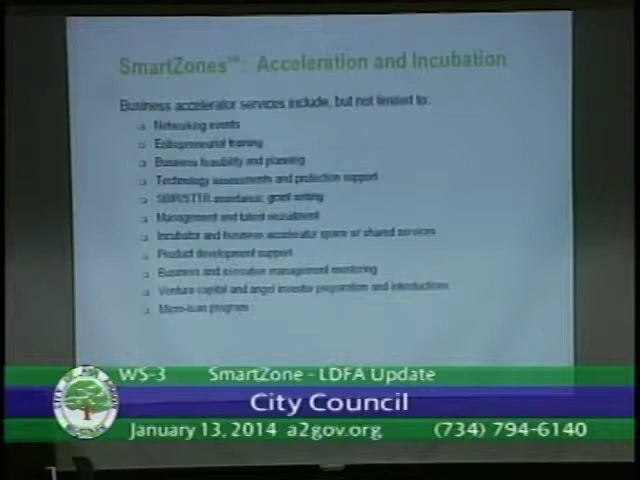 SmartZones℠: Acceleration and Incubation
Business accelerator services include, but not limited to:
Networking events
Entrepreneurial training
Business feasibility and planning
Technology assessments and protection support
SBIR/STTR assistance: grant writing
Management and talent recruitment
Incubator and business accelerator space w/ shared services
Product development support
Business and executive management mentoring
Venture capital and angel investor preparation and introductions
Micro-loan program
WS-3 SmartZone - LDFA Update
City Council
January 13, 2014 a2gov.org (734) 794-6140